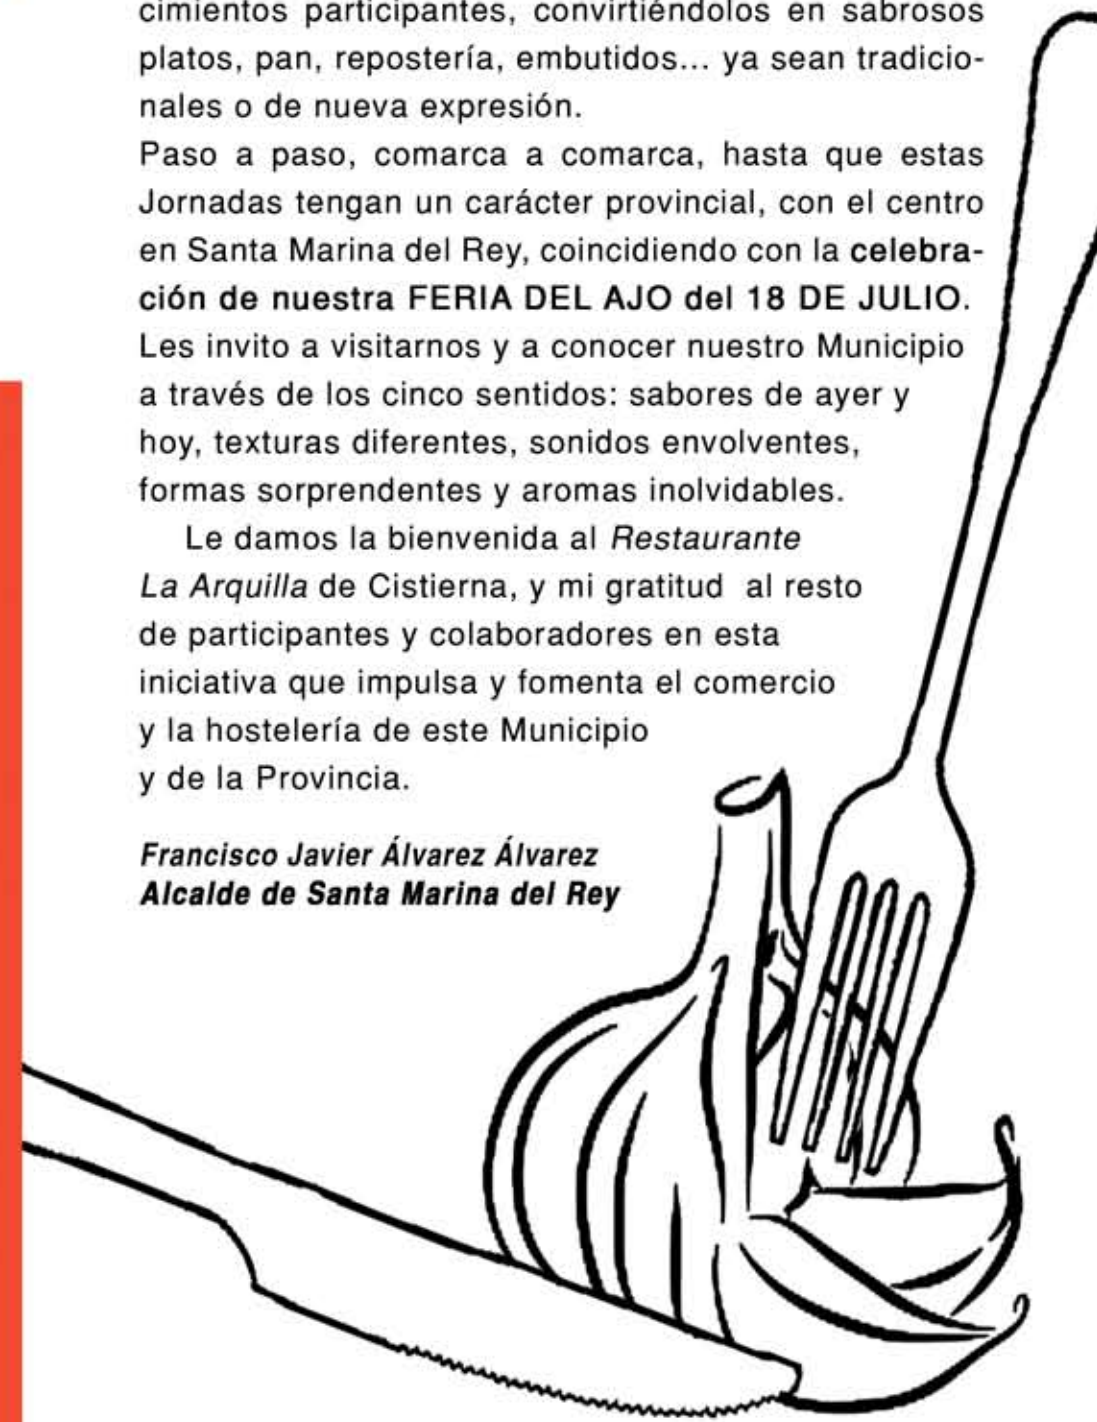 cimientos participantes, convirtiéndolos en sabrosos
platos, pan, repostería, embutidos... ya sean tradicio-
nales o de nueva expresión.
Paso a paso, comarca a comarca, hasta que estas
Jornadas tengan un carácter provincial, con el centro
en Santa Marina del Rey, coincidiendo con la celebra-
ción de nuestra FERIA DEL AJO del 18 DE JULIO.
Les invito a visitarnos y a conocer nuestro Municipio
a través de los cinco sentidos: sabores de ayer y
hoy, texturas diferentes, sonidos envolventes,
formas sorprendentes y aromas inolvidables.
Le damos la bienvenida al Restaurante
La Arquilla de Cistierna, y mi gratitud al resto
de participantes y colaboradores en esta
iniciativa que impulsa y fomenta el comercio
y la hostelería de este Municipio
y de la Provincia.
Francisco Javier Álvarez Álvarez
Alcalde de Santa Marina del Rey